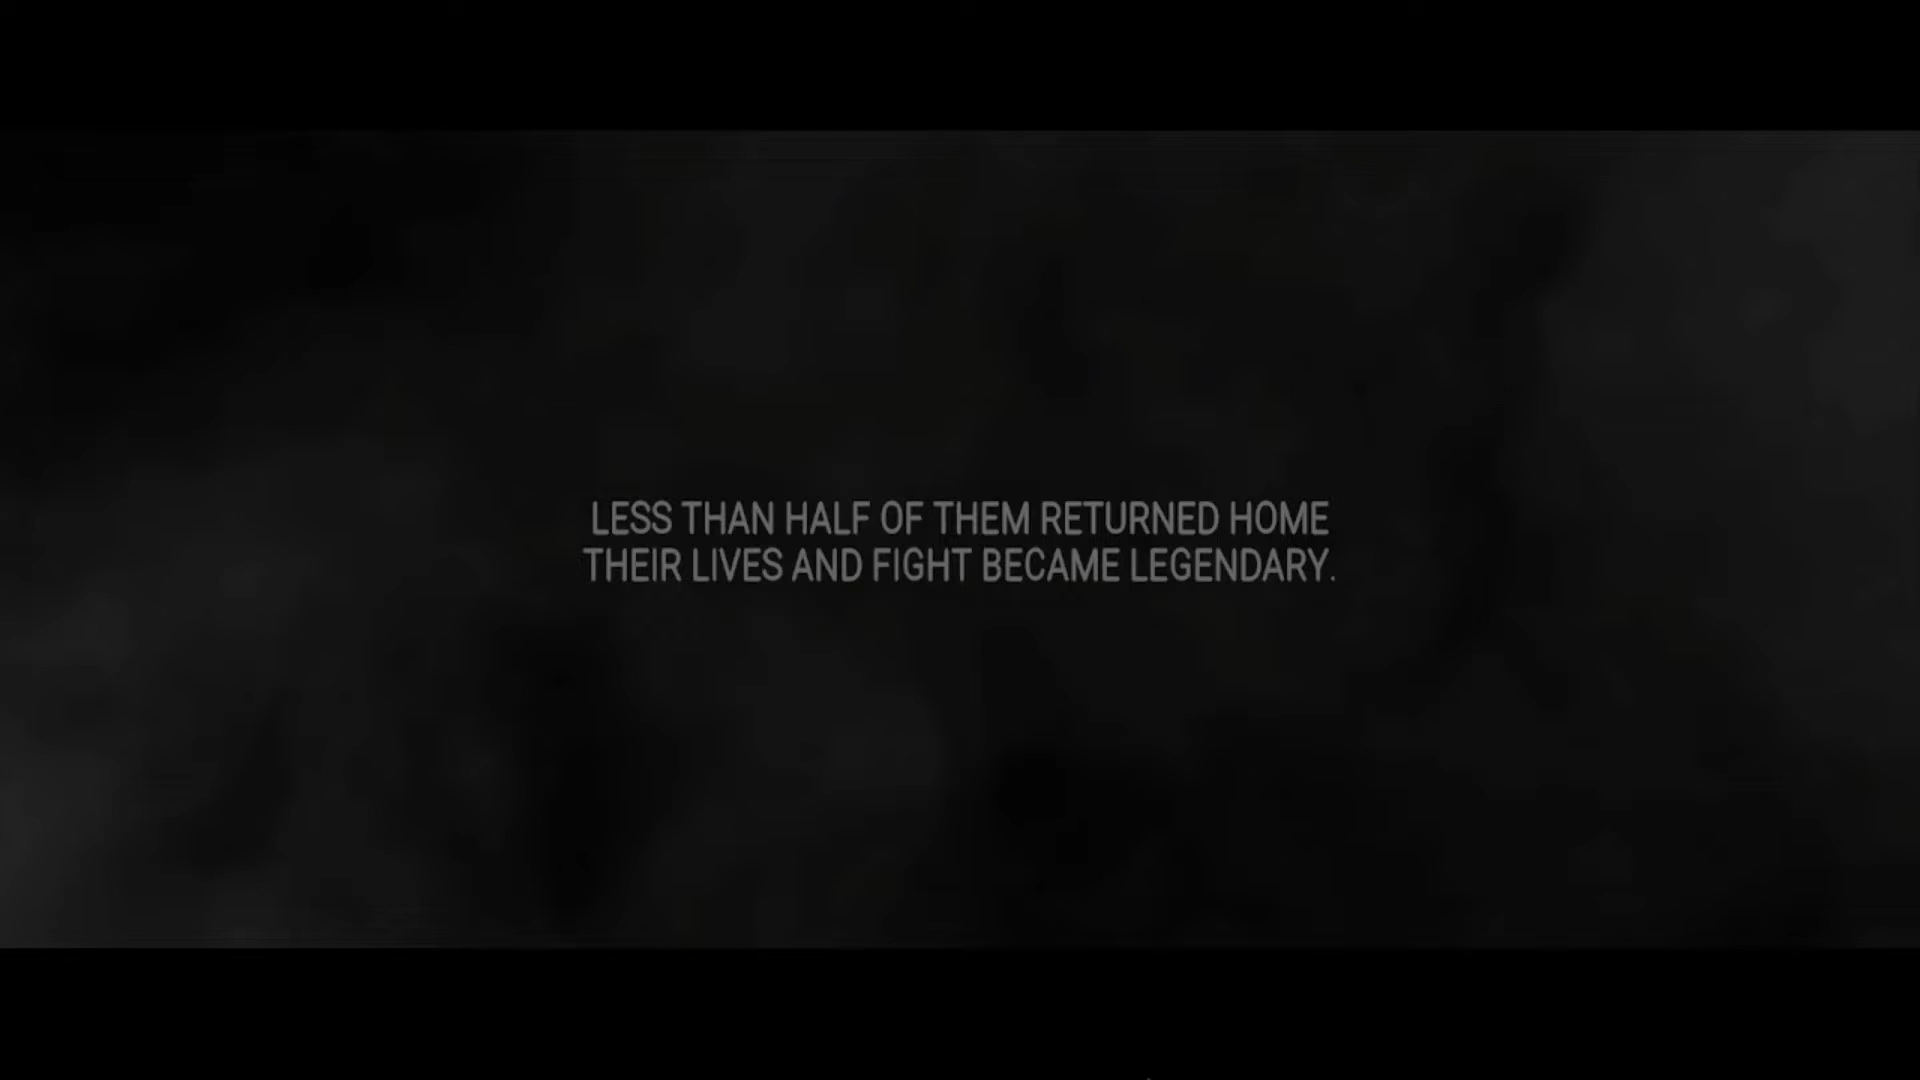 LESS THAN HALF OF THEM RETURNED HOME
THEIR LIVES AND FIGHT BECAME LEGENDARY.